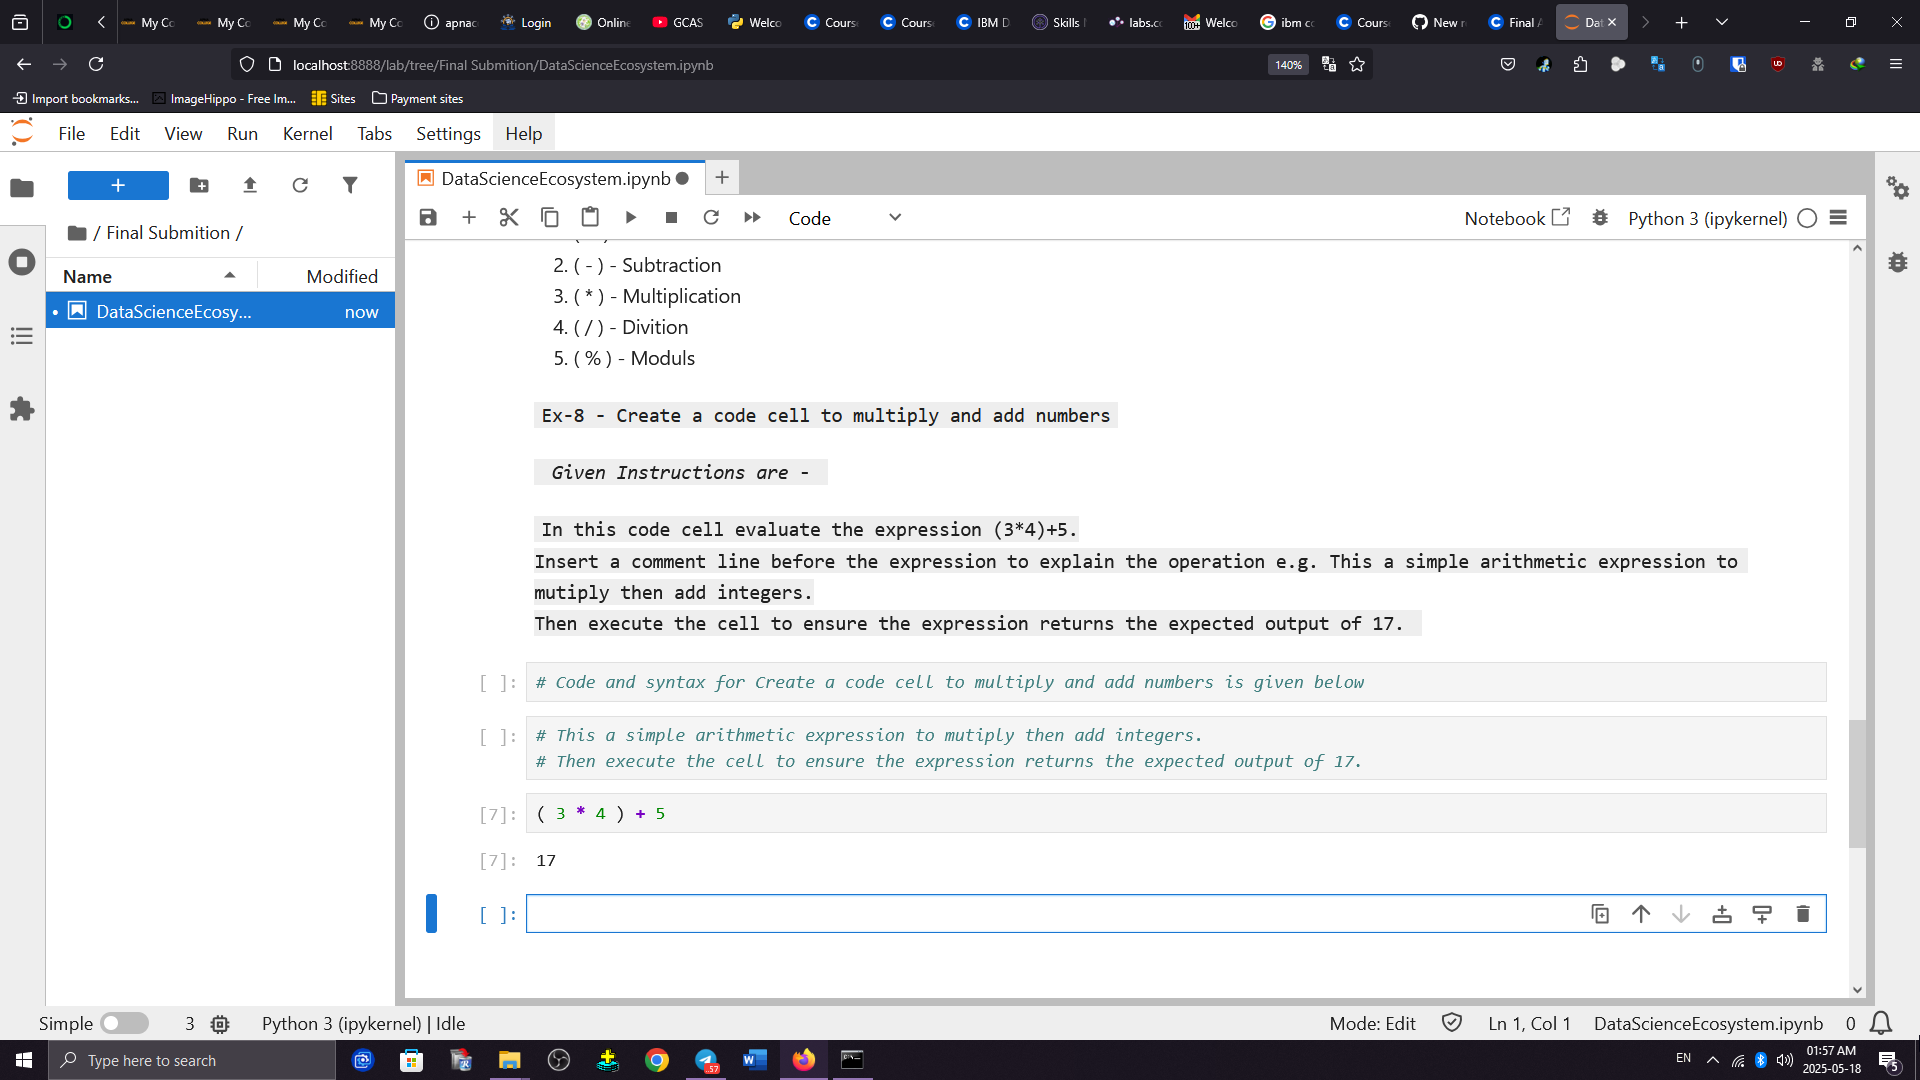 My Co
My Co
My Co
My Co
apnac
Login
Online
GCAS
Welco
Cours
Cours
IBM D
Skills
labs.c
Welco
ibm c
Cours
New r
Final A
Dat
localhost:8888/lab/tree/Final Submition/DataScienceEcosystem.ipynb
140%
Import bookmarks...
ImageHippo - Free Im...
Sites
Payment sites
File
Edit
View
Run
Kernel
Tabs
Settings
Help
/ Final Submition /
Name
Modified
DataScienceEcosy...
now
DataScienceEcosystem.ipynb
Code
Notebook
Python 3 (ipykernel)
2. ( - ) - Subtraction
3. ( * ) - Multiplication
4. ( / ) - Divition
5. ( % ) - Moduls
Ex-8 - Create a code cell to multiply and add numbers
Given Instructions are -
In this code cell evaluate the expression (3*4)+5.
Insert a comment line before the expression to explain the operation e.g. This a simple arithmetic expression to
mutiply then add integers.
Then execute the cell to ensure the expression returns the expected output of 17.
[ ]: # Code and syntax for Create a code cell to multiply and add numbers is given below
[ ]: # This a simple arithmetic expression to mutiply then add integers.
# Then execute the cell to ensure the expression returns the expected output of 17.
[7]: ( 3 * 4 ) + 5
[7]: 17
[ ]:
Simple
3
Python 3 (ipykernel) | Idle
Mode: Edit
Ln 1, Col 1
DataScienceEcosystem.ipynb
0
Type here to search
EN
01:57 AM
2025-05-18
5